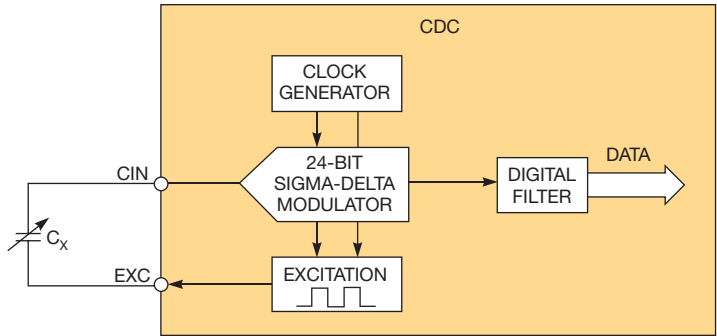 CDC
CLOCK
GENERATOR
CIN
24-BIT
SIGMA-DELTA
MODULATOR
DIGITAL
FILTER
DATA
CX
EXC
EXCITATION